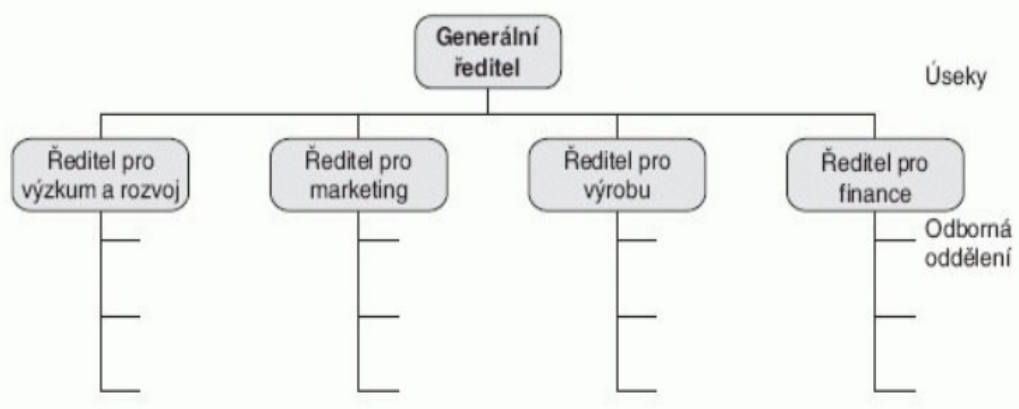 Generální
ředitel
Úseky
Ředitel pro
výzkum a rozvoj
Ředitel pro
marketing
Ředitel pro
výrobu
Ředitel pro
finance
Odborná
oddělení